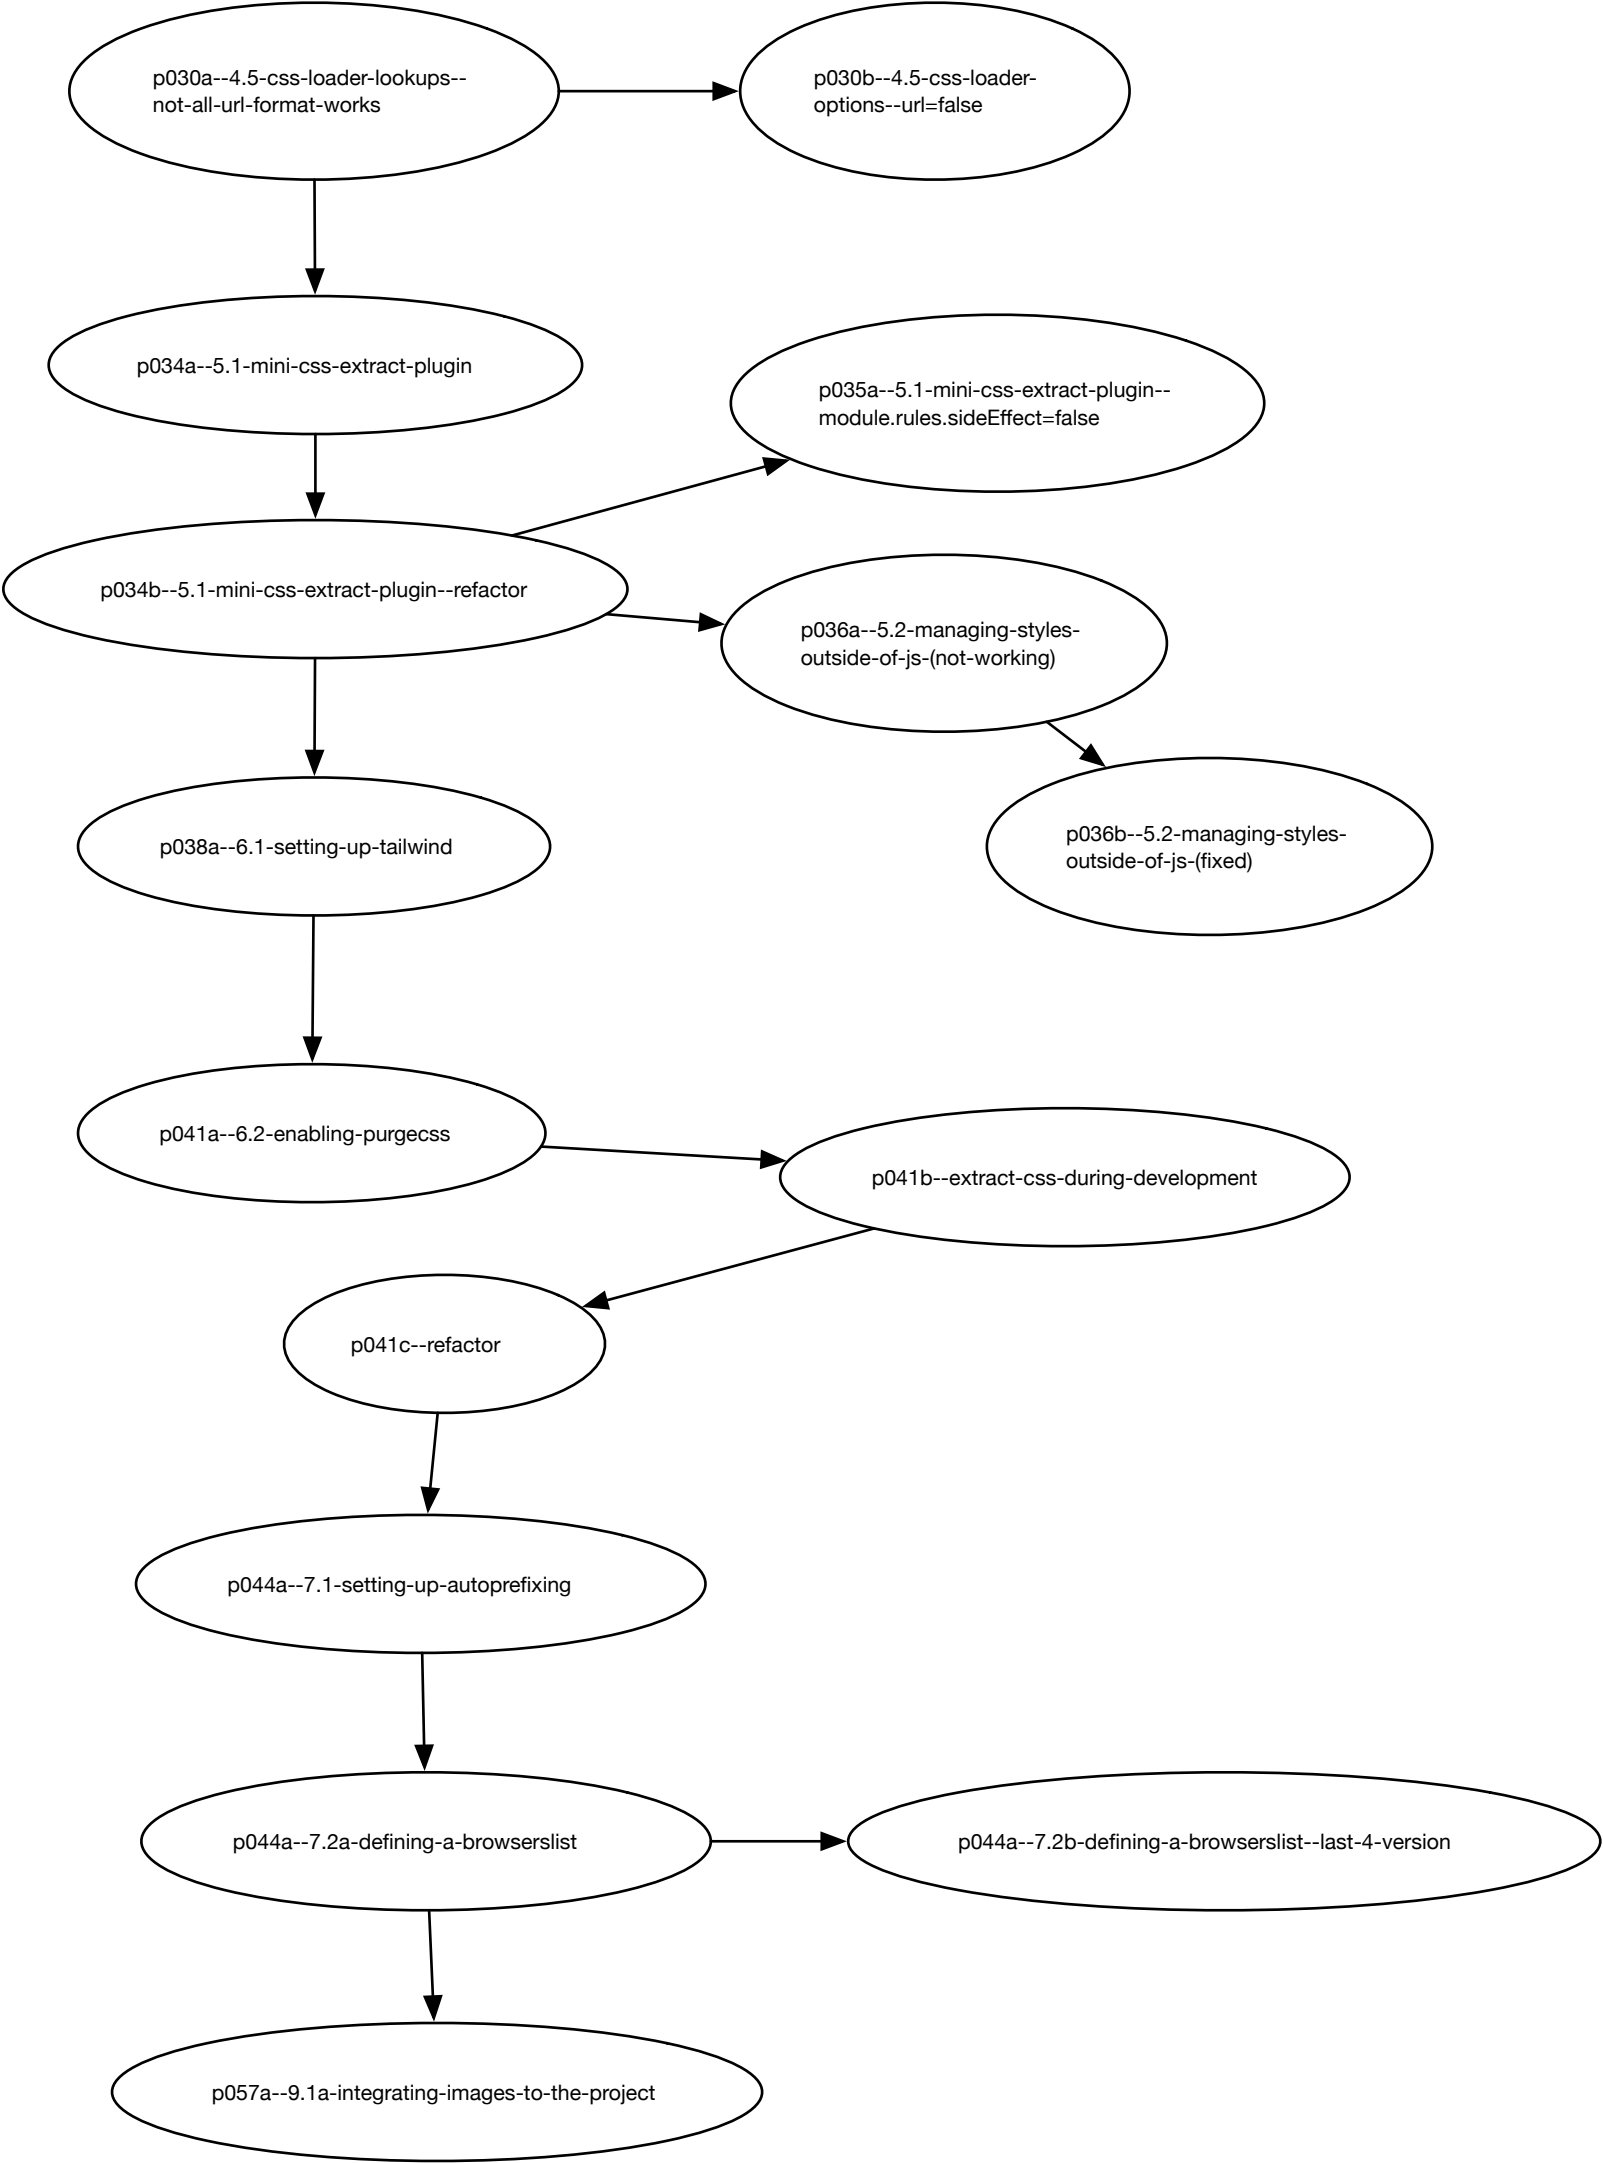 p030a--4.5-css-loader-lookups--
not-all-url-format-works
p030b--4.5-css-loader-
options--url=false
p034a--5.1-mini-css-extract-plugin
p035a--5.1-mini-css-extract-plugin--
module.rules.sideEffect=false
p034b--5.1-mini-css-extract-plugin--refactor
p036a--5.2-managing-styles-
outside-of-js-(not-working)
p038a--6.1-setting-up-tailwind
p036b--5.2-managing-styles-
outside-of-js-(fixed)
p041a--6.2-enabling-purgecss
p041b--extract-css-during-development
p041c--refactor
p044a--7.1-setting-up-autoprefixing
p044a--7.2a-defining-a-browserslist
p044a--7.2b-defining-a-browserslist--last-4-version
p057a--9.1a-integrating-images-to-the-project